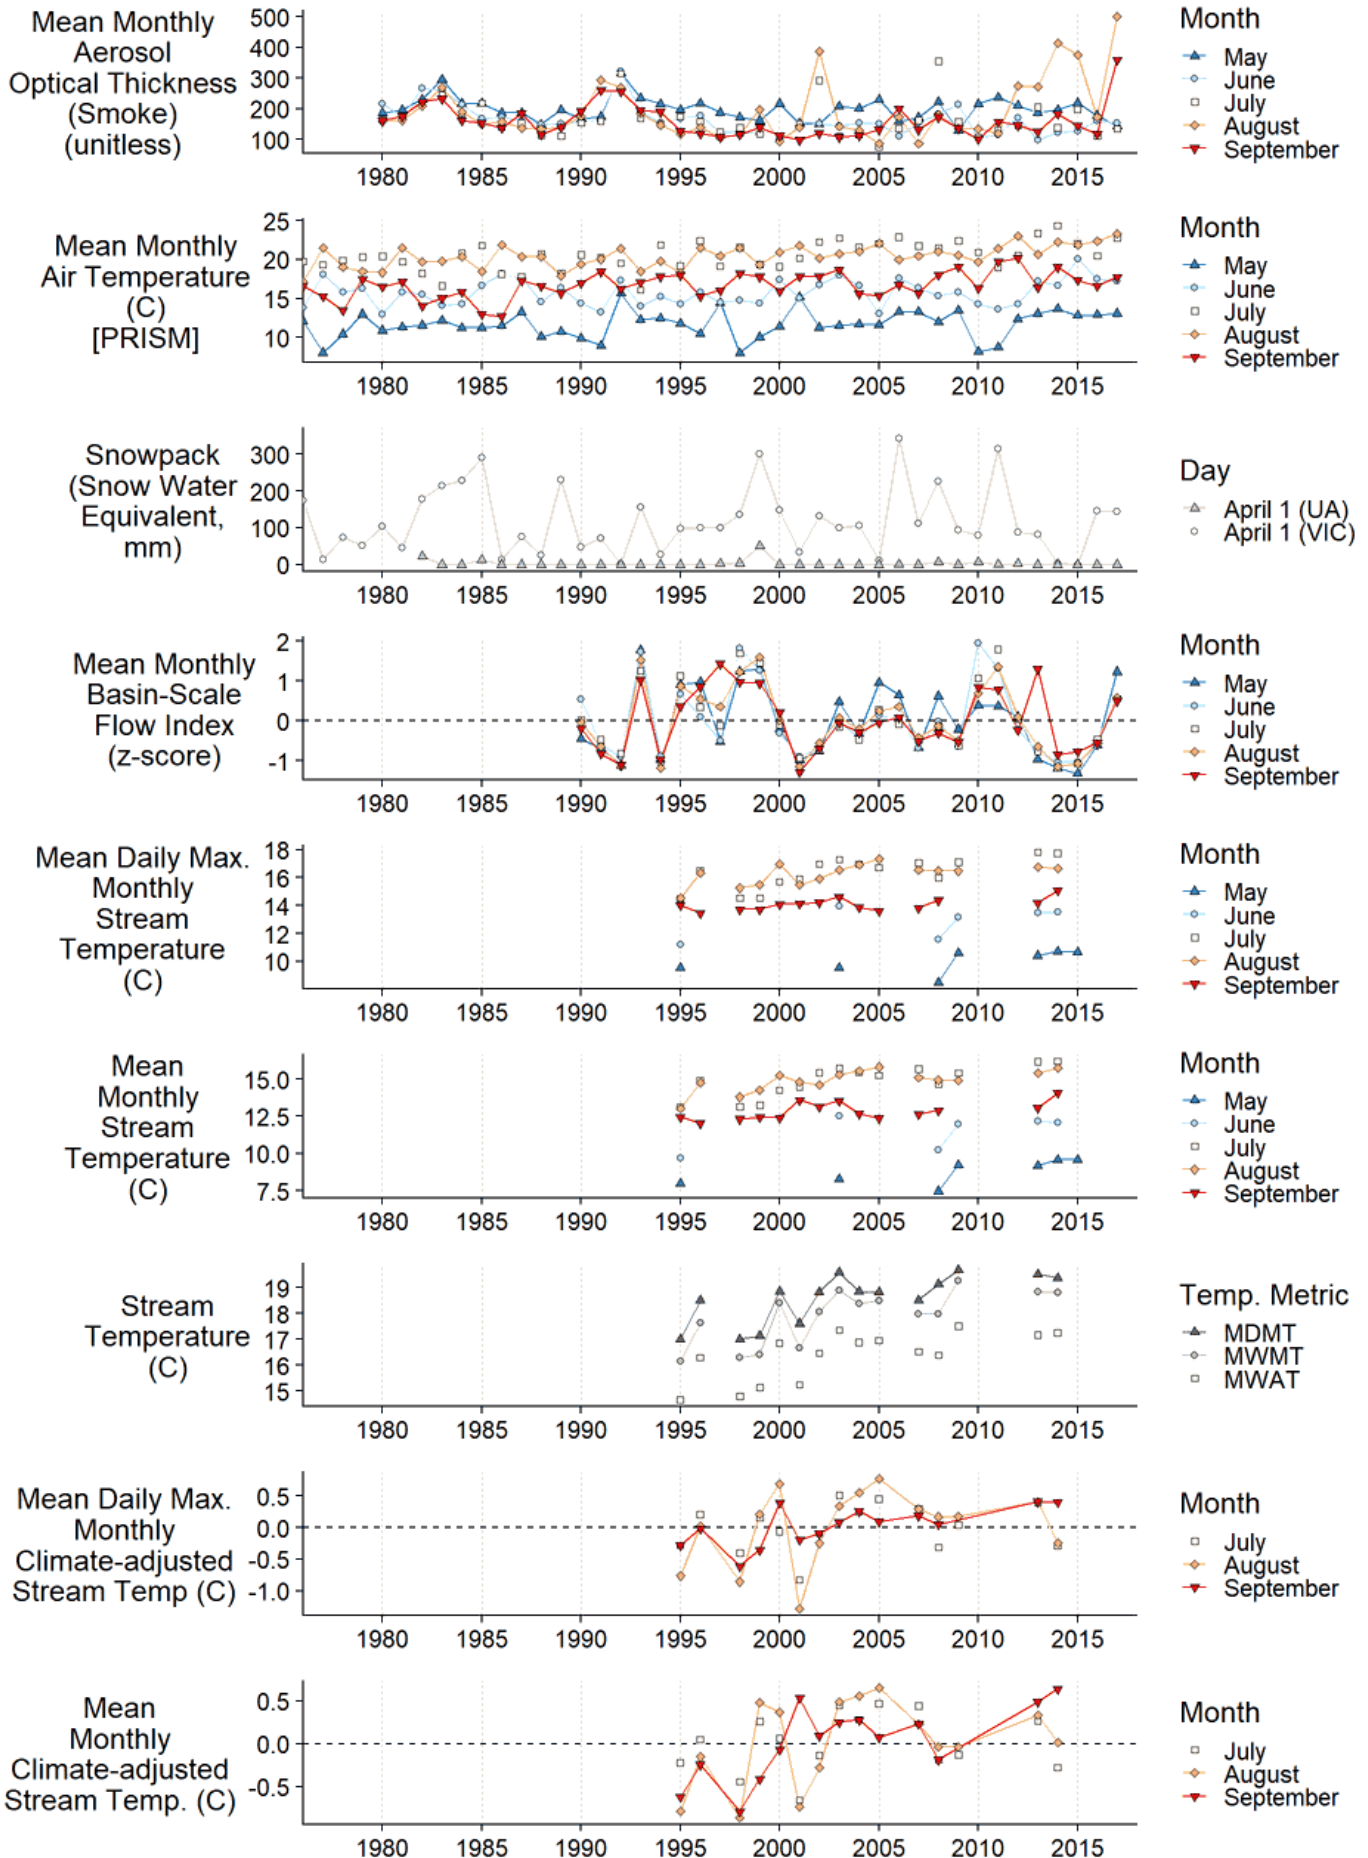 Mean Monthly
Aerosol
Optical Thickness
(Smoke)
(unitless)
500
400
300
200
100
1980 1985 1990 1995 2000 2005 2010 2015
Month
May
June
July
August
September
Mean Monthly
Air Temperature
(C)
[PRISM]
25
20
15
10
1980 1985 1990 1995 2000 2005 2010 2015
Month
May
June
July
August
September
Snowpack
(Snow Water
Equivalent,
mm)
300
200
100
0
1980 1985 1990 1995 2000 2005 2010 2015
Day
April 1 (UA)
April 1 (VIC)
Mean Monthly
Basin-Scale
Flow Index
(z-score)
2
1
0
-1
1980 1985 1990 1995 2000 2005 2010 2015
Month
May
June
July
August
September
Mean Daily Max.
Monthly
Stream
Temperature
(C)
18
16
14
12
10
1980 1985 1990 1995 2000 2005 2010 2015
Month
May
June
July
August
September
Mean
Monthly
Stream
Temperature
(C)
15.0
12.5
10.0
7.5
1980 1985 1990 1995 2000 2005 2010 2015
Month
May
June
July
August
September
Stream
Temperature
(C)
19
18
17
16
15
1980 1985 1990 1995 2000 2005 2010 2015
Temp. Metric
MDMT
MWMT
MWAT
Mean Daily Max.
Monthly
Climate-adjusted
Stream Temp (C)
0.5
0.0
-0.5
-1.0
1980 1985 1990 1995 2000 2005 2010 2015
Month
July
August
September
Mean
Monthly
Climate-adjusted
Stream Temp. (C)
0.5
0.0
-0.5
1980 1985 1990 1995 2000 2005 2010 2015
Month
July
August
September